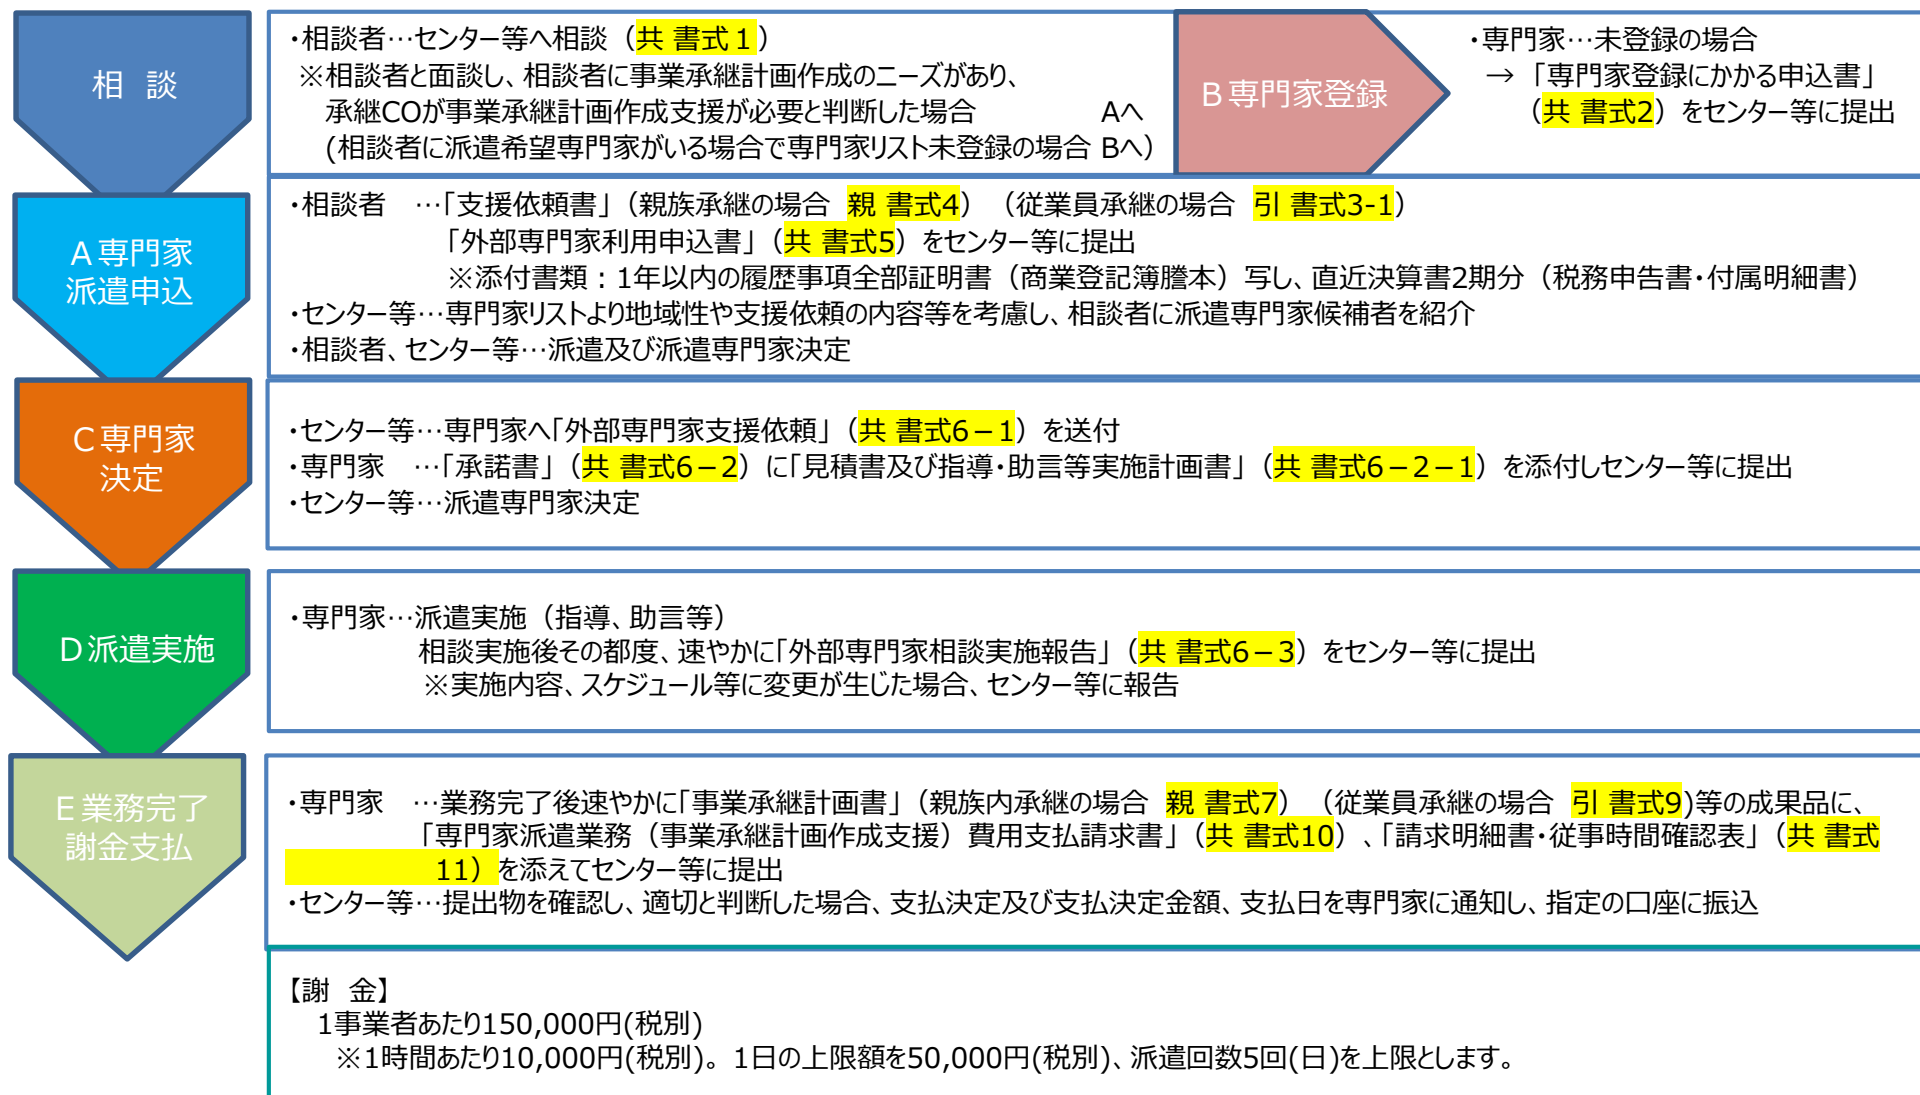 相 談
・相談者…センター等へ相談（共 書式１）
※相談者と面談し、相談者に事業承継計画作成のニーズがあり、
承継COが事業承継計画作成支援が必要と判断した場合 Aへ
(相談者に派遣希望専門家がいる場合で専門家リスト未登録の場合 Bへ)
Ｂ専門家登録
・専門家…未登録の場合
→ 「専門家登録にかかる申込書」
（共 書式2）をセンター等に提出
Ａ専門家
派遣申込
・相談者 …「支援依頼書」（親族承継の場合 親 書式4）（従業員承継の場合 引 書式3-1）
「外部専門家利用申込書」（共 書式5）をセンター等に提出
※添付書類：1年以内の履歴事項全部証明書（商業登記簿謄本）写し、直近決算書2期分（税務申告書・付属明細書）
・センター等…専門家リストより地域性や支援依頼の内容等を考慮し、相談者に派遣専門家候補者を紹介
・相談者、センター等…派遣及び派遣専門家決定
Ｃ専門家
決定
・センター等…専門家へ「外部専門家支援依頼」（共 書式6－1）を送付
・専門家 …「承諾書」（共 書式6－2）に「見積書及び指導・助言等実施計画書」（共 書式6－2－1）を添付しセンター等に提出
・センター等…派遣専門家決定
Ｄ派遣実施
・専門家…派遣実施（指導、助言等）
相談実施後その都度、速やかに「外部専門家相談実施報告」（共 書式6－3）をセンター等に提出
※実施内容、スケジュール等に変更が生じた場合、センター等に報告
Ｅ業務完了
謝金支払
・専門家 …業務完了後速やかに「事業承継計画書」（親族内承継の場合 親 書式7）（従業員承継の場合 引 書式9)等の成果品に、
「専門家派遣業務（事業承継計画作成支援）費用支払請求書」（共 書式10）、「請求明細書・従事時間確認表」（共 書式
11）を添えてセンター等に提出
・センター等…提出物を確認し、適切と判断した場合、支払決定及び支払決定金額、支払日を専門家に通知し、指定の口座に振込
【謝 金】
1事業者あたり150,000円(税別)
※1時間あたり10,000円(税別)。1日の上限額を50,000円(税別)、派遣回数5回(日)を上限とします。